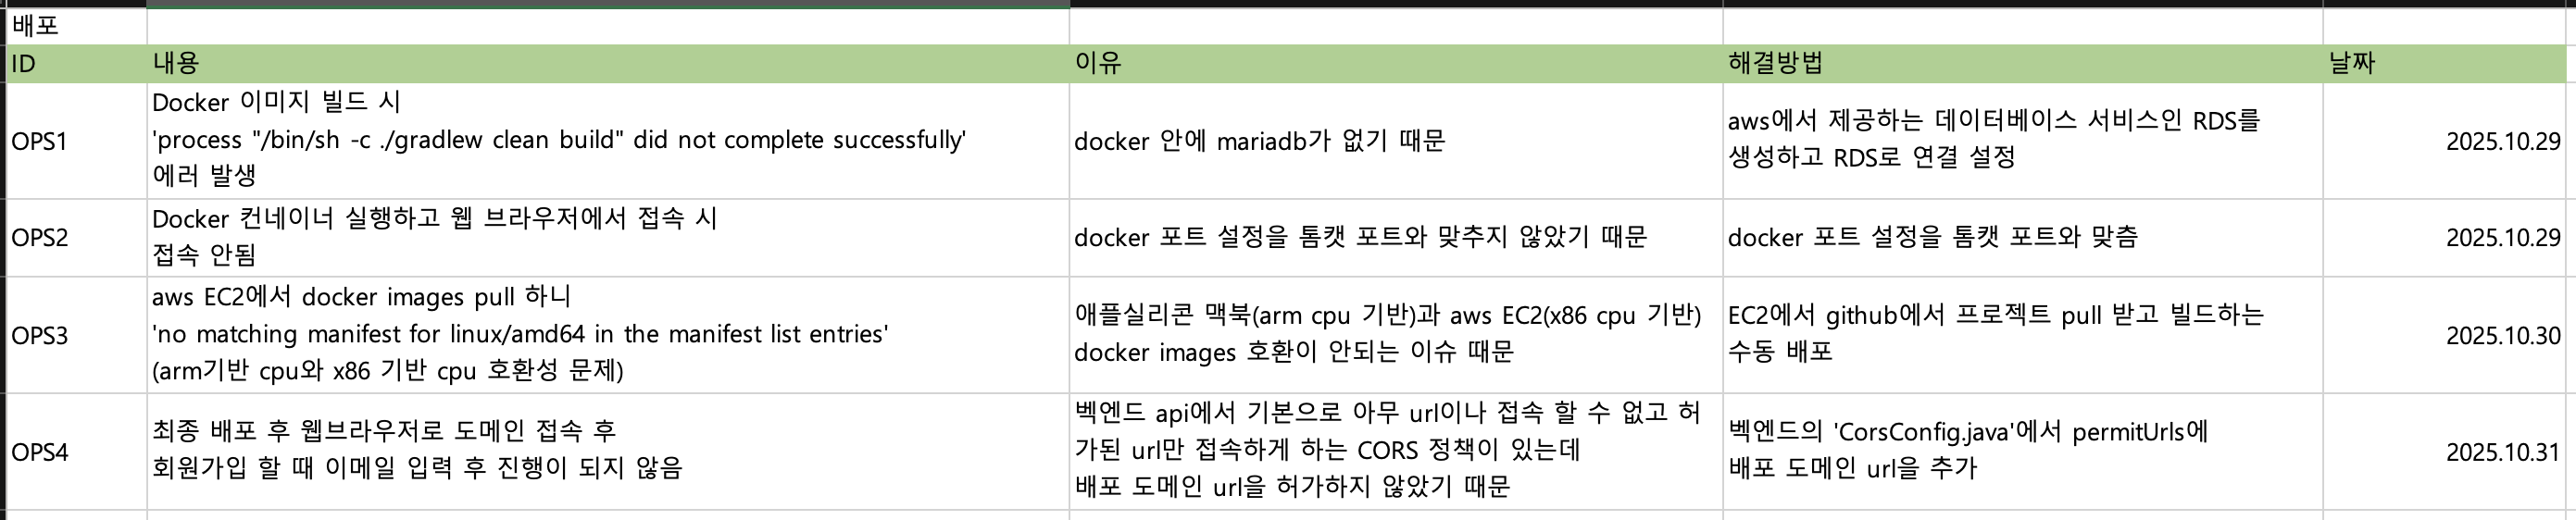 배포
ID 내용 이유 해결방법 날짜
OPS1
Docker 이미지 빌드 시
'process "/bin/sh -c ./gradlew clean build" did not complete successfully'
에러 발생
docker 안에 mariadb가 없기 때문
aws에서 제공하는 데이터베이스 서비스인 RDS를
생성하고 RDS로 연결 설정
2025.10.29
OPS2
Docker 컨네이너 실행하고 웹 브라우저에서 접속 시
접속 안됨
docker 포트 설정을 톰캣 포트와 맞추지 않았기 때문
docker 포트 설정을 톰캣 포트와 맞츰
2025.10.29
OPS3
aws EC2에서 docker images pull 하니
'no matching manifest for linux/amd64 in the manifest list entries'
(arm기반 cpu와 x86 기반 cpu 호환성 문제)
애플실리콘 맥북(arm cpu 기반)과 aws EC2(x86 cpu 기반)
docker images 호환이 안되는 이슈 때문
EC2에서 github에서 프로젝트 pull 받고 빌드하는
수동 배포
2025.10.30
OPS4
최종 배포 후 웹브라우저로 도메인 접속 후
회원가입 할 때 이메일 입력 후 진행이 되지 않음
벡엔드 api에서 기본으로 아무 url이나 접속 할 수 없고 허
가된 url만 접속하게 하는 CORS 정책이 있는데
배포 도메인 url을 허가하지 않았기 때문
벡엔드의 'CorsConfig.java'에서 permitUrls에
배포 도메인 url을 추가
2025.10.31